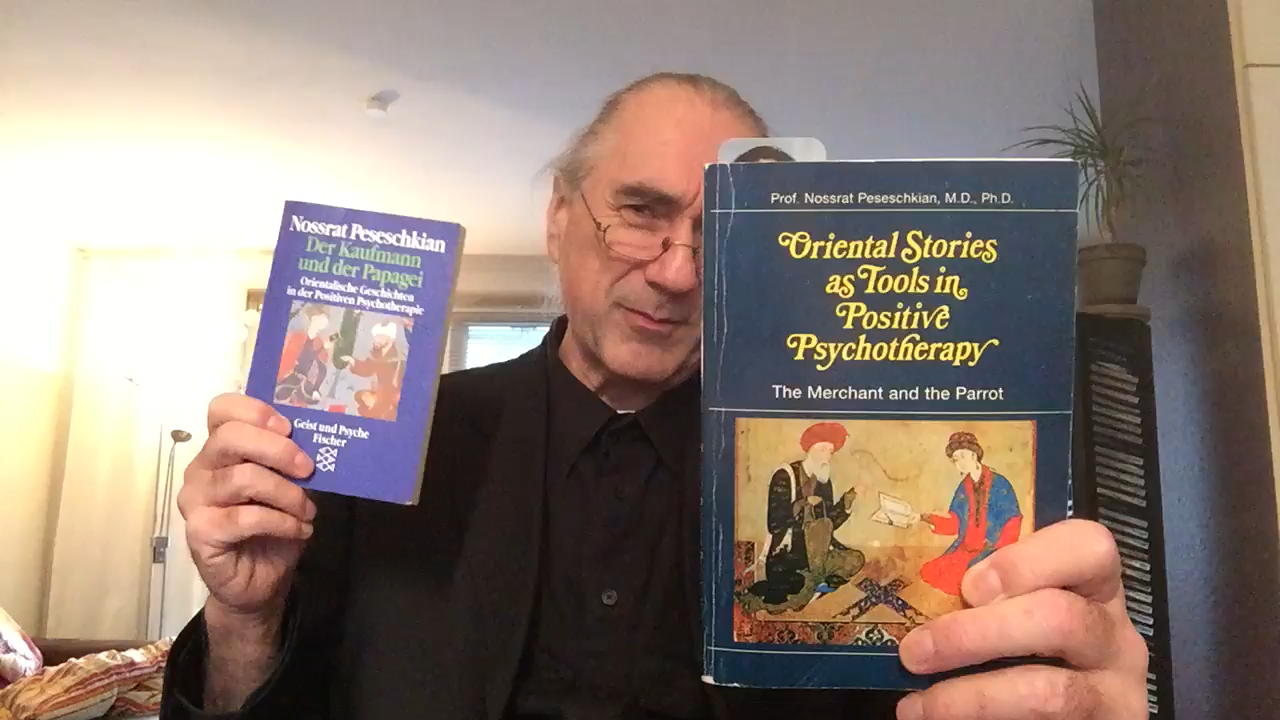 Nossrat Peseschkian
Der Kaufmann
und der Papagei
Orientalische Geschichten
in der Positiven Psychotherapie
Geist und Psyche
Fischer
Prof. Nossrat Peseschkian, M.D., Ph.D.
Oriental Stories
as Tools in
Positive
Psychotherapy
The Merchant and the Parrot